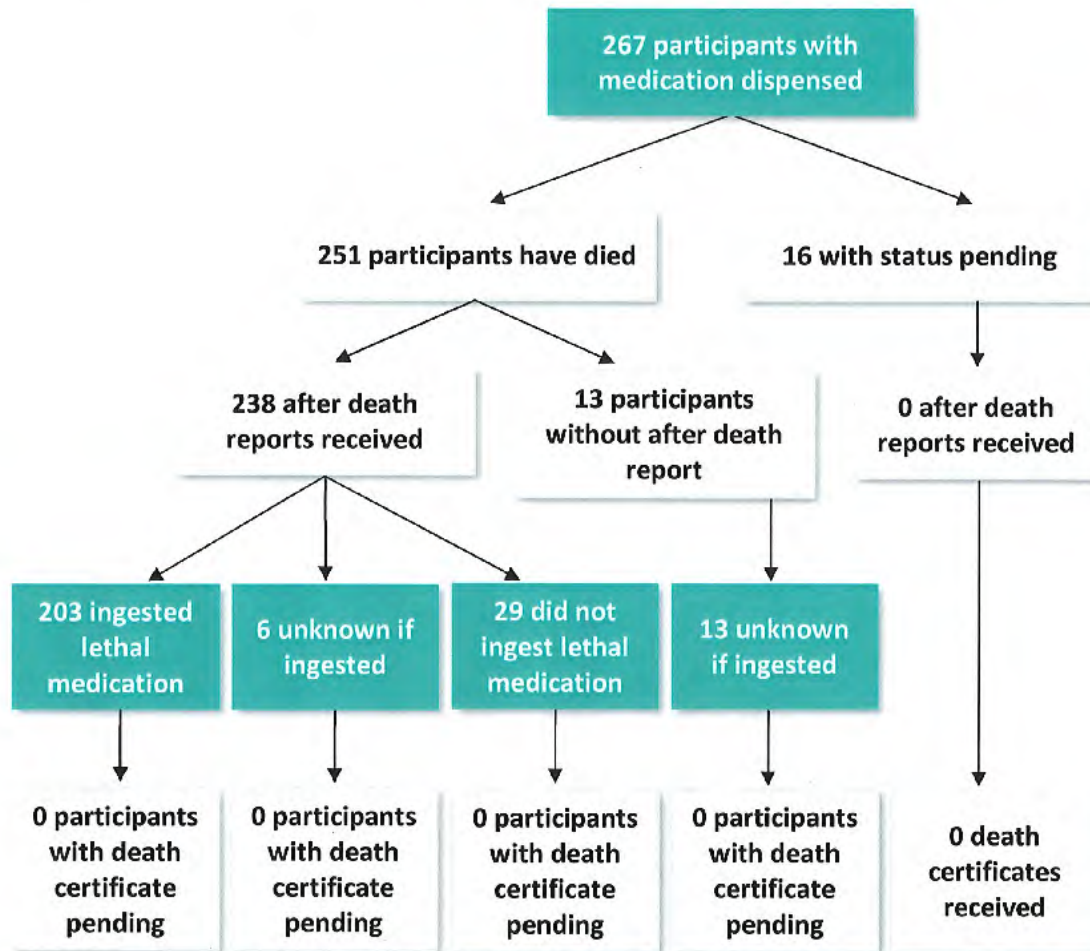 267 participants with
medication dispensed
251 participants have died
16 with status pending
238 after death
reports received
13 participants
without after death
report
0 after death
reports received
203 ingested
lethal
medication
6 unknown if
ingested
29 did not
ingest lethal
medication
13 unknown
if ingested
0 participants
with death
certificate
pending
0 participants
with death
certificate
pending
0 participants
with death
certificate
pending
0 participants
with death
certificate
pending
0 death
certificates
received